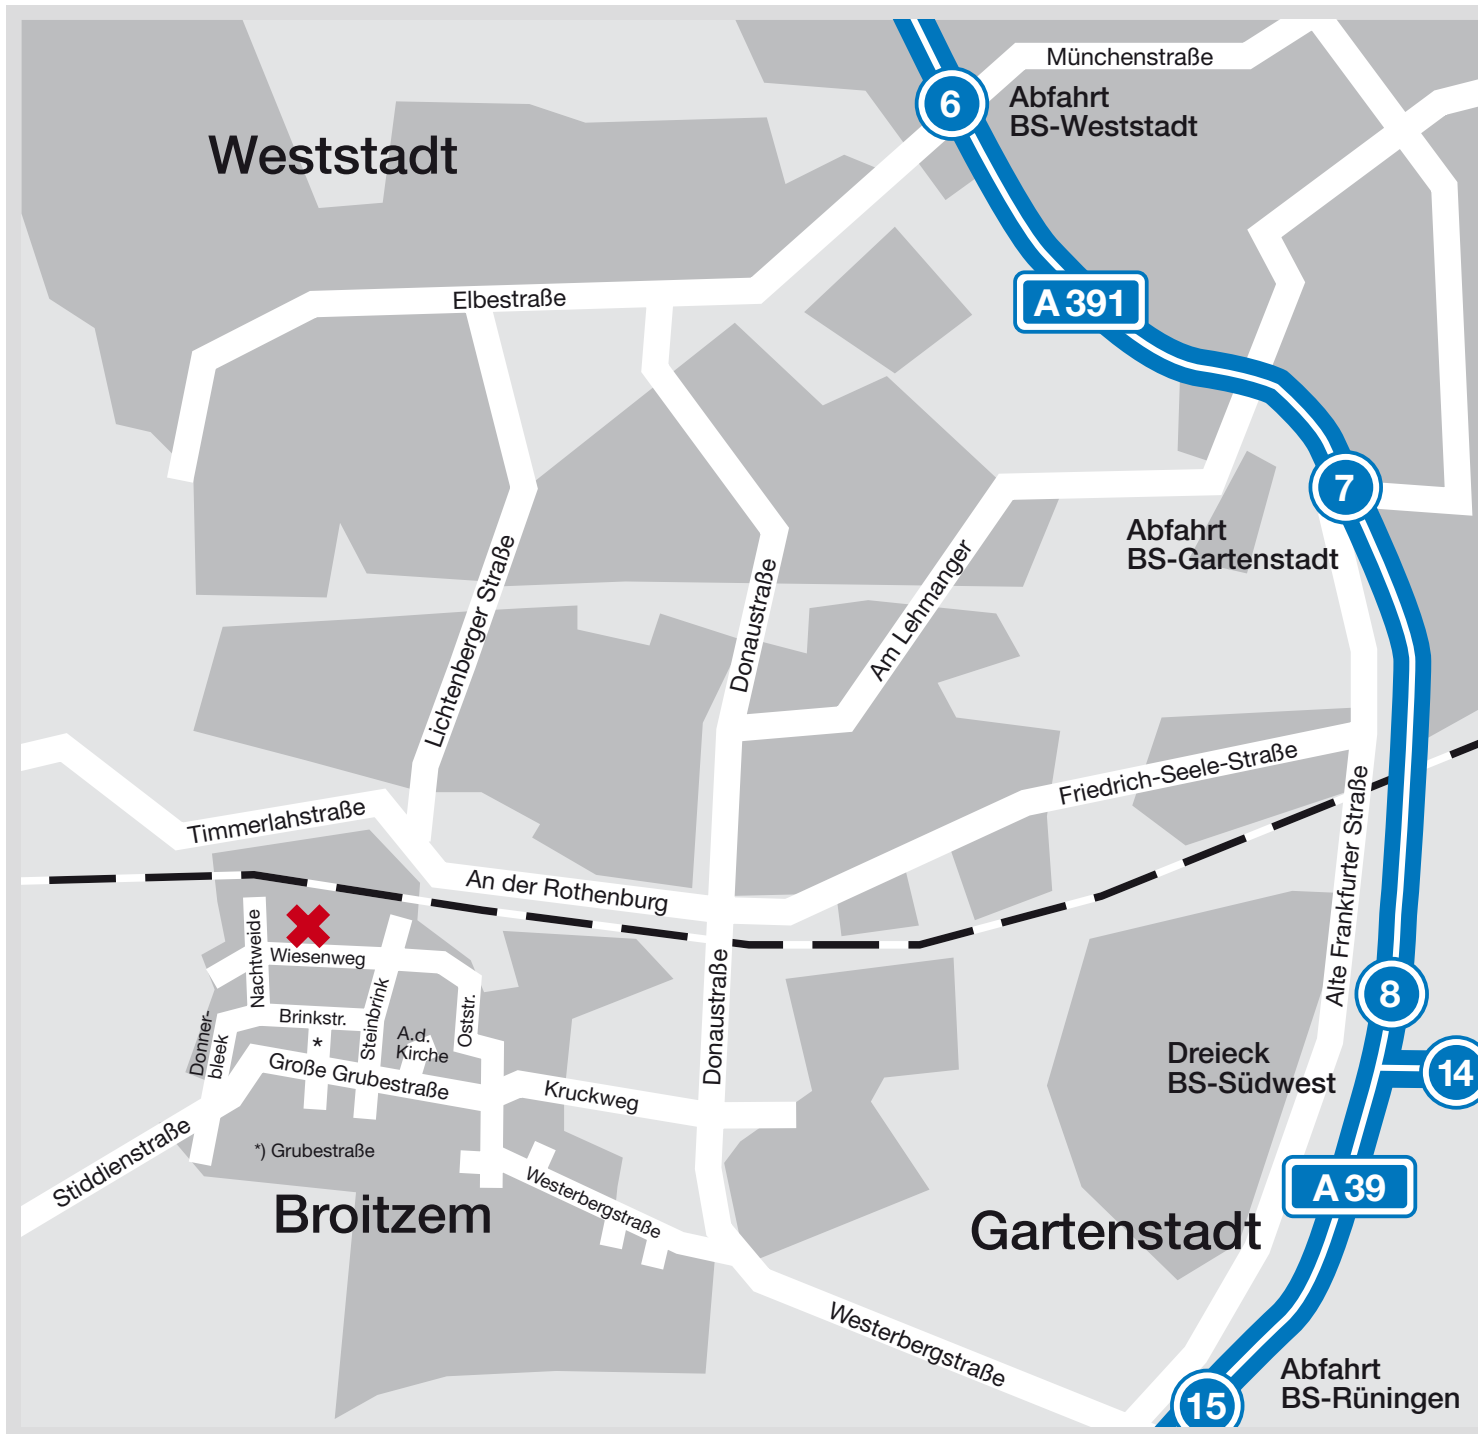 Münchenstraße
6
Abfahrt
BS-Weststadt
Weststadt
Elbestraße
A 391
7
Abfahrt
BS-Gartenstadt
Lichtenberger Straße
Donaustraße
Am Lehmanger
Friedrich-Seele-Straße
Timmerlahstraße
An der Rothenburg
Alte Frankfurter Straße
Nachtweide
Wiesenweg
Donaustraße
8
Brinkstr.
Steinbrink
Oststr.
A.d.
Kirche
Donner-
bleek
*
Große Grubestraße
Kruckweg
Dreieck
BS-Südwest
14
Stiddienstraße
*) Grubestraße
Westerbergstraße
A 39
Broitzem
Gartenstadt
Westerbergstraße
Abfahrt
BS-Rüningen
15